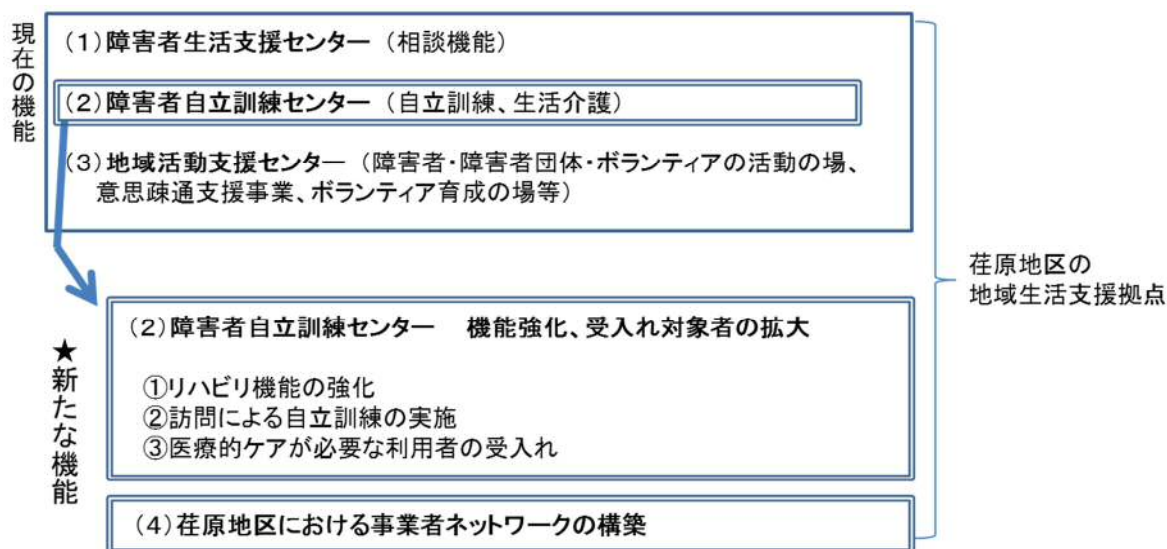 現在の機能
(1)障害者生活支援センター (相談機能)
(2)障害者自立訓練センター (自立訓練、生活介護)
(3)地域活動支援センター (障害者・障害者団体・ボランティアの活動の場、
意思疎通支援事業、ボランティア育成の場等)
荏原地区の
地域生活支援拠点
★新たな機能
(2)障害者自立訓練センター 機能強化、受入れ対象者の拡大
①リハビリ機能の強化
②訪問による自立訓練の実施
③医療的ケアが必要な利用者の受入れ
(4)荏原地区における事業者ネットワークの構築